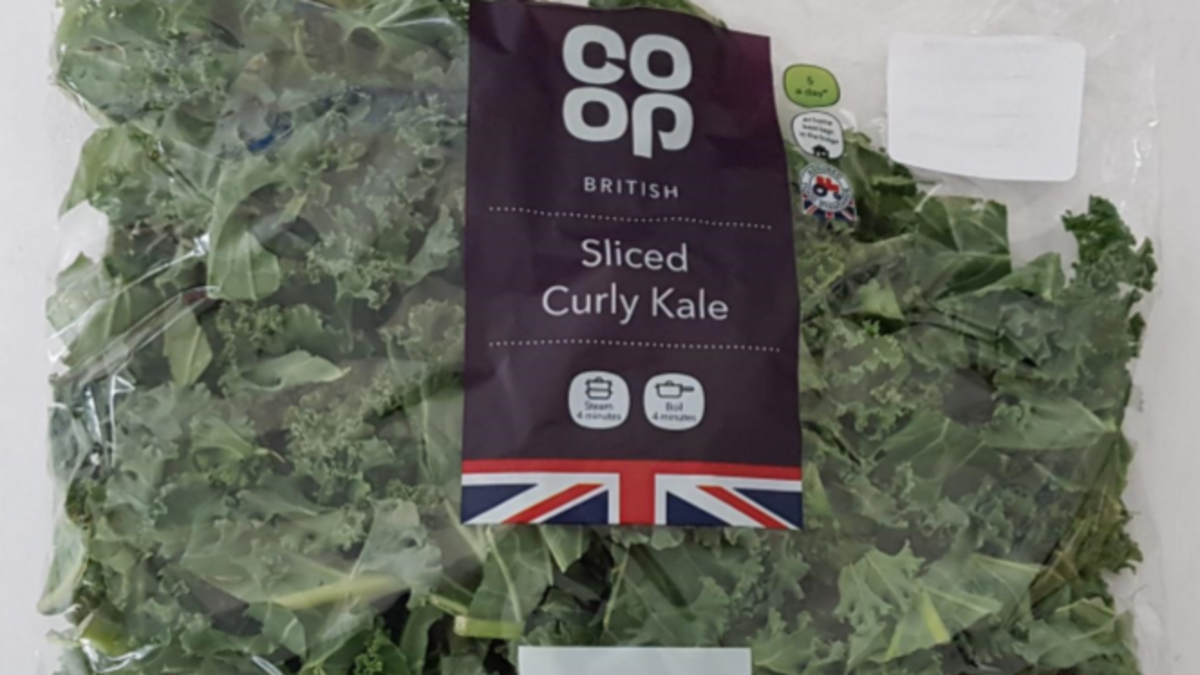 CO
OP
BRITISH
Sliced
Curly Kale
Steam
4 minutes
Boil
4 minutes
5
a day*